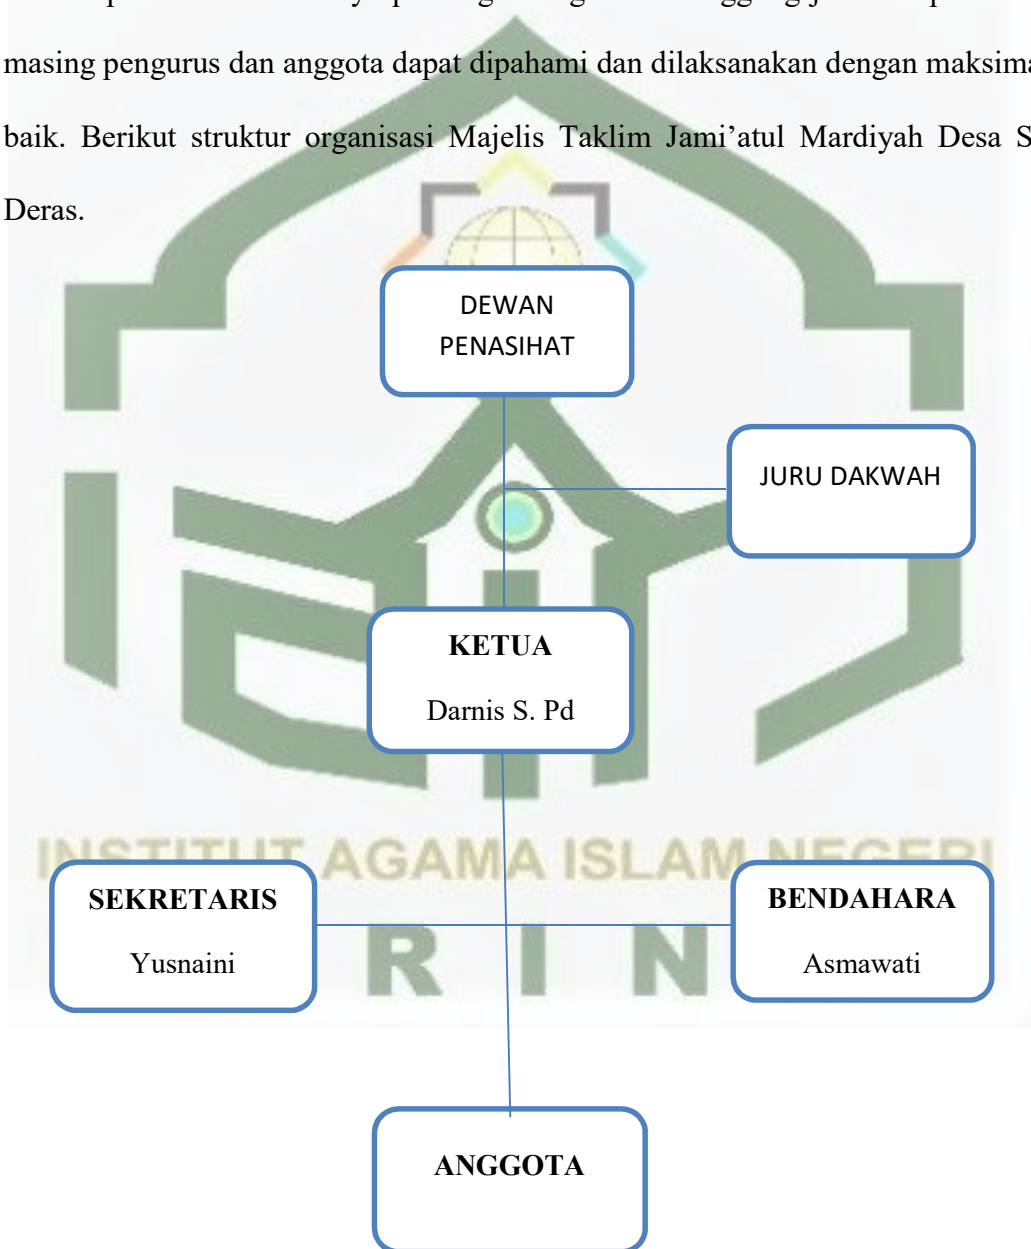 masing pengurus dan anggota dapat dipahami dan dilaksanakan dengan
baik. Berikut struktur organisasi Majelis Taklim Jami’atul Mardiyah Desa
Deras.
DEWAN
PENASIHAT
JURU DAKWAH
KETUA
Darnis S. Pd
INSTITUT AGAMA ISLAM NEGERI
SEKRETARIS
Yusnaini
BENDAHARA
Asmawati
R I N
ANGGOTA